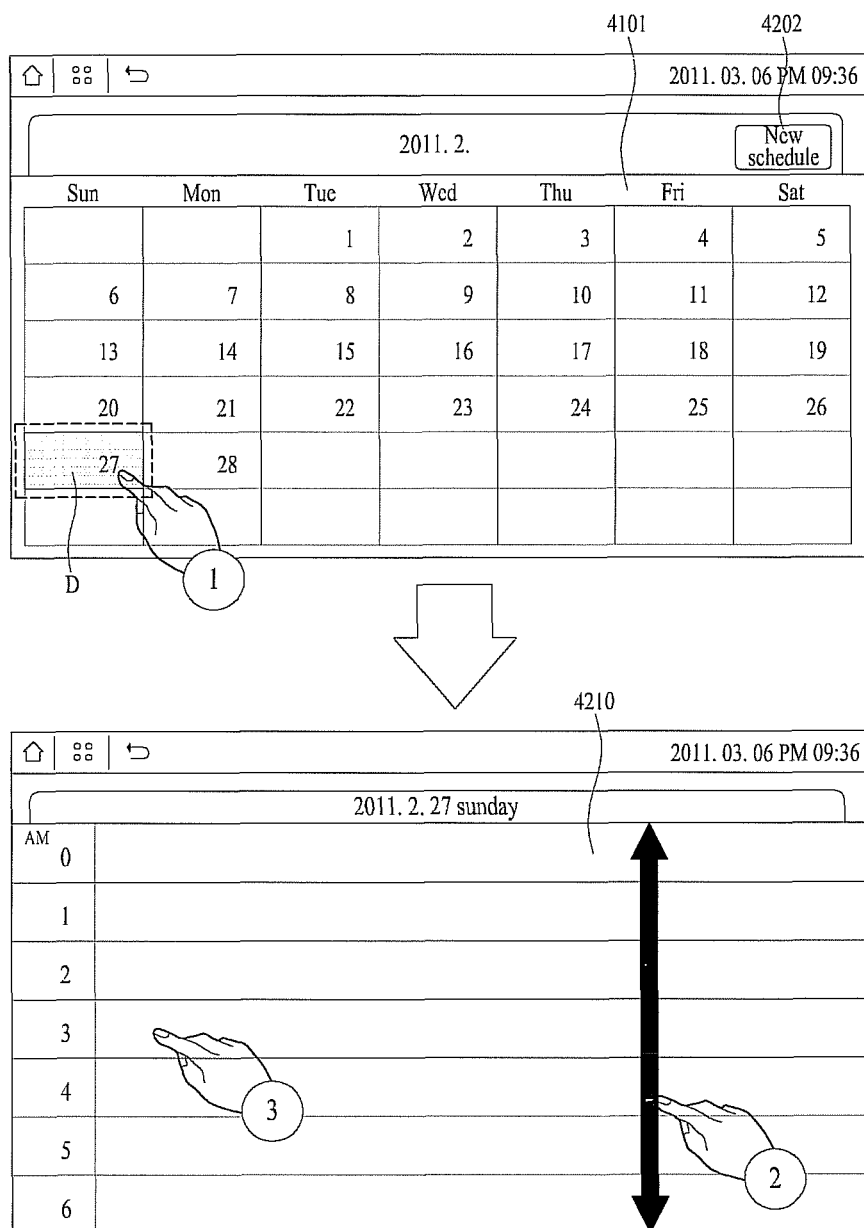 4101 4202
2011. 03. 06 PM 09:36
2011. 2.
New
schedule
Sun Mon Tue Wed Thu Fri Sat
1 2 3 4 5
6 7 8 9 10 11 12
13 14 15 16 17 18 19
20 21 22 23 24 25 26
27 28
D
1
4210
2011. 03. 06 PM 09:36
2011. 2. 27 sunday
AM
0
1
2
3
4
3
5
2
6